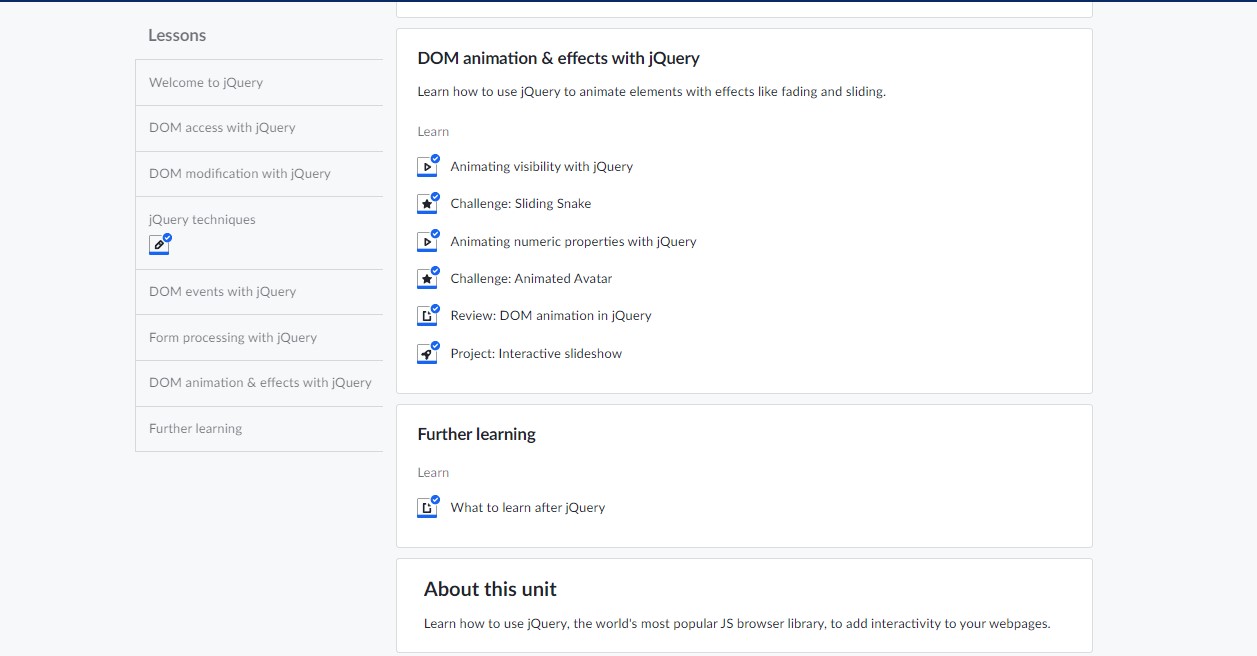 Lessons
Welcome to jQuery
DOM access with jQuery
DOM modification with jQuery
jQuery techniques
DOM events with jQuery
Form processing with jQuery
DOM animation & effects with jQuery
Further learning
DOM animation & effects with jQuery
Learn how to use jQuery to animate elements with effects like fading and sliding.
Learn
Animating visibility with jQuery
Challenge: Sliding Snake
Animating numeric properties with jQuery
Challenge: Animated Avatar
Review: DOM animation in jQuery
Project: Interactive slideshow
Further learning
Learn
What to learn after jQuery
About this unit
Learn how to use jQuery, the world's most popular JS browser library, to add interactivity to your webpages.